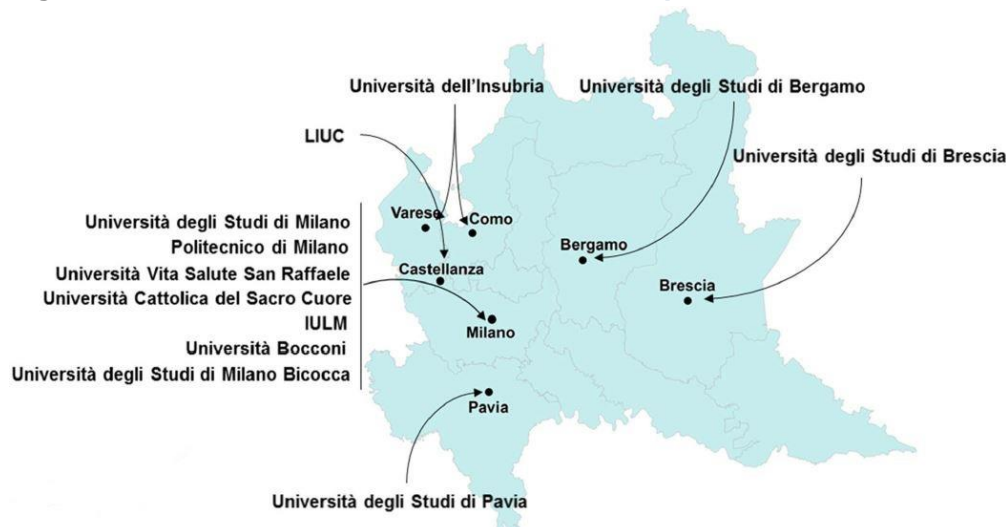 Università dell'Insubria
Università degli Studi di Bergamo
LIUC
Università degli Studi di Brescia
Varese
Como
Università degli Studi di Milano
Politecnico di Milano
Bergamo
Università Vita Salute San Raffaele
Castellanza
Brescia
Università Cattolica del Sacro Cuore
IULM
Milano
Università Bocconi
Università degli Studi di Milano Bicocca
Pavia
Università degli Studi di Pavia